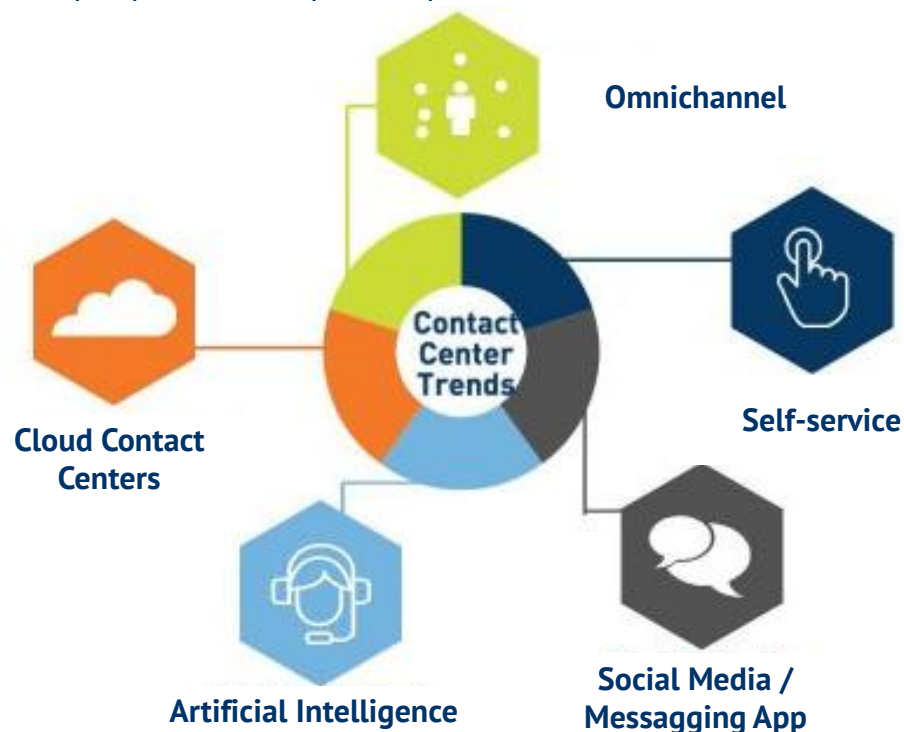 Omnichannel
Contact
Center
Trends
Self-service
Cloud Contact
Centers
Social Media /
Messagging App
Artificial Intelligence